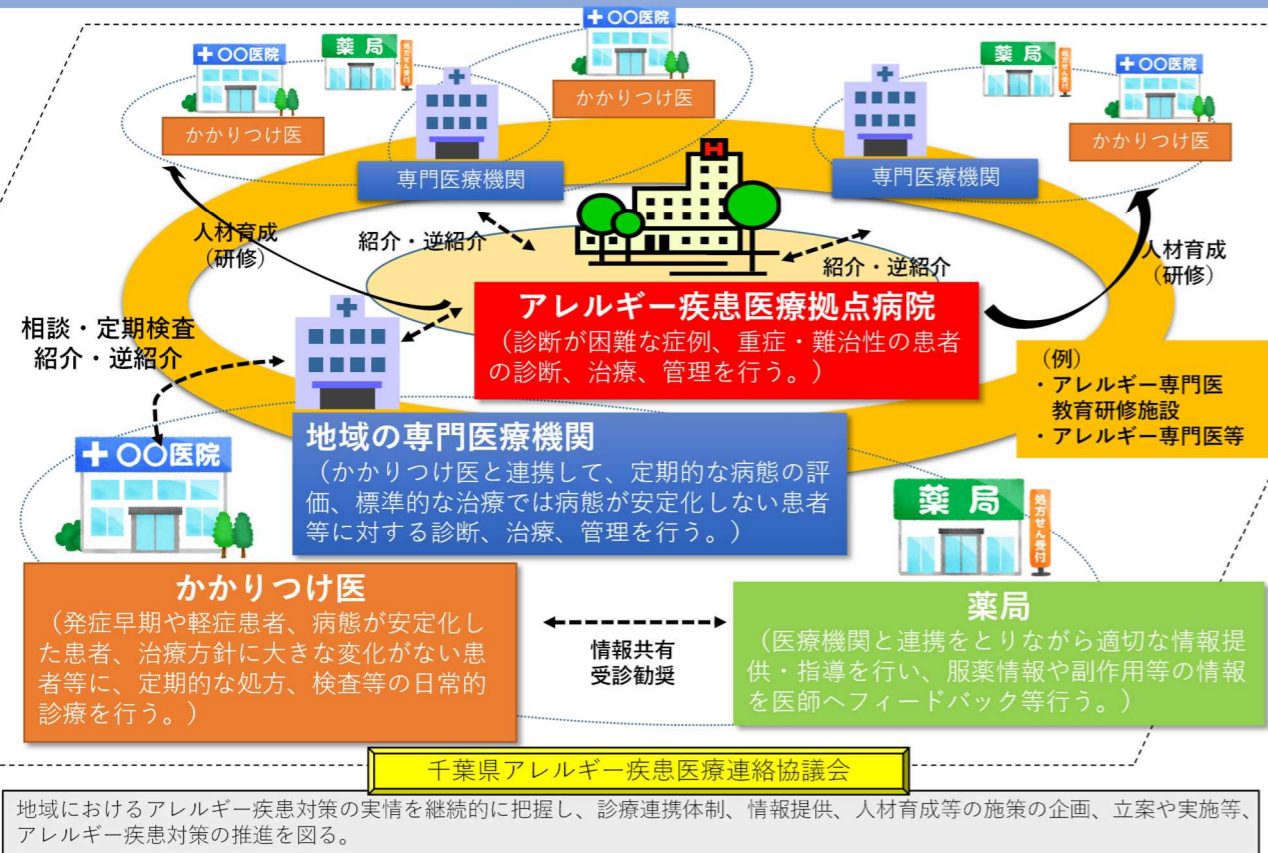 〇〇医院
〇〇医院
薬局
処方せん受付
薬局
処方せん受付
〇〇医院
かかりつけ医
かかりつけ医
かかりつけ医
専門医療機関
専門医療機関
人材育成
（研修）
紹介・逆紹介
H
紹介・逆紹介
人材育成
（研修）
アレルギー疾患医療拠点病院
（診断が困難な症例、重症・難治性の患者
の診断、治療、管理を行う。）
相談・定期検査
紹介・逆紹介
（例）
・アレルギー専門医
教育研修施設
・アレルギー専門医等
地域の専門医療機関
（かかりつけ医と連携して、定期的な病態の評
価、標準的な治療では病態が安定化しない患者
等に対する診断、治療、管理を行う。）
〇〇医院
薬局
処方せん受付
かかりつけ医
（発症早期や軽症患者、病態が安定化し
た患者、治療方針に大きな変化がない患
者等に、定期的な処方、検査等の日常的
診療を行う。）
情報共有
受診勧奨
薬局
（医療機関と連携をとりながら適切な情報提
供・指導を行い、服薬情報や副作用等の情報
を医師へフィードバック等行う。）
千葉県アレルギー疾患医療連絡協議会
地域におけるアレルギー疾患対策の実情を継続的に把握し、診療連携体制、情報提供、人材育成等の施策の企画、立案や実施等、
アレルギー疾患対策の推進を図る。